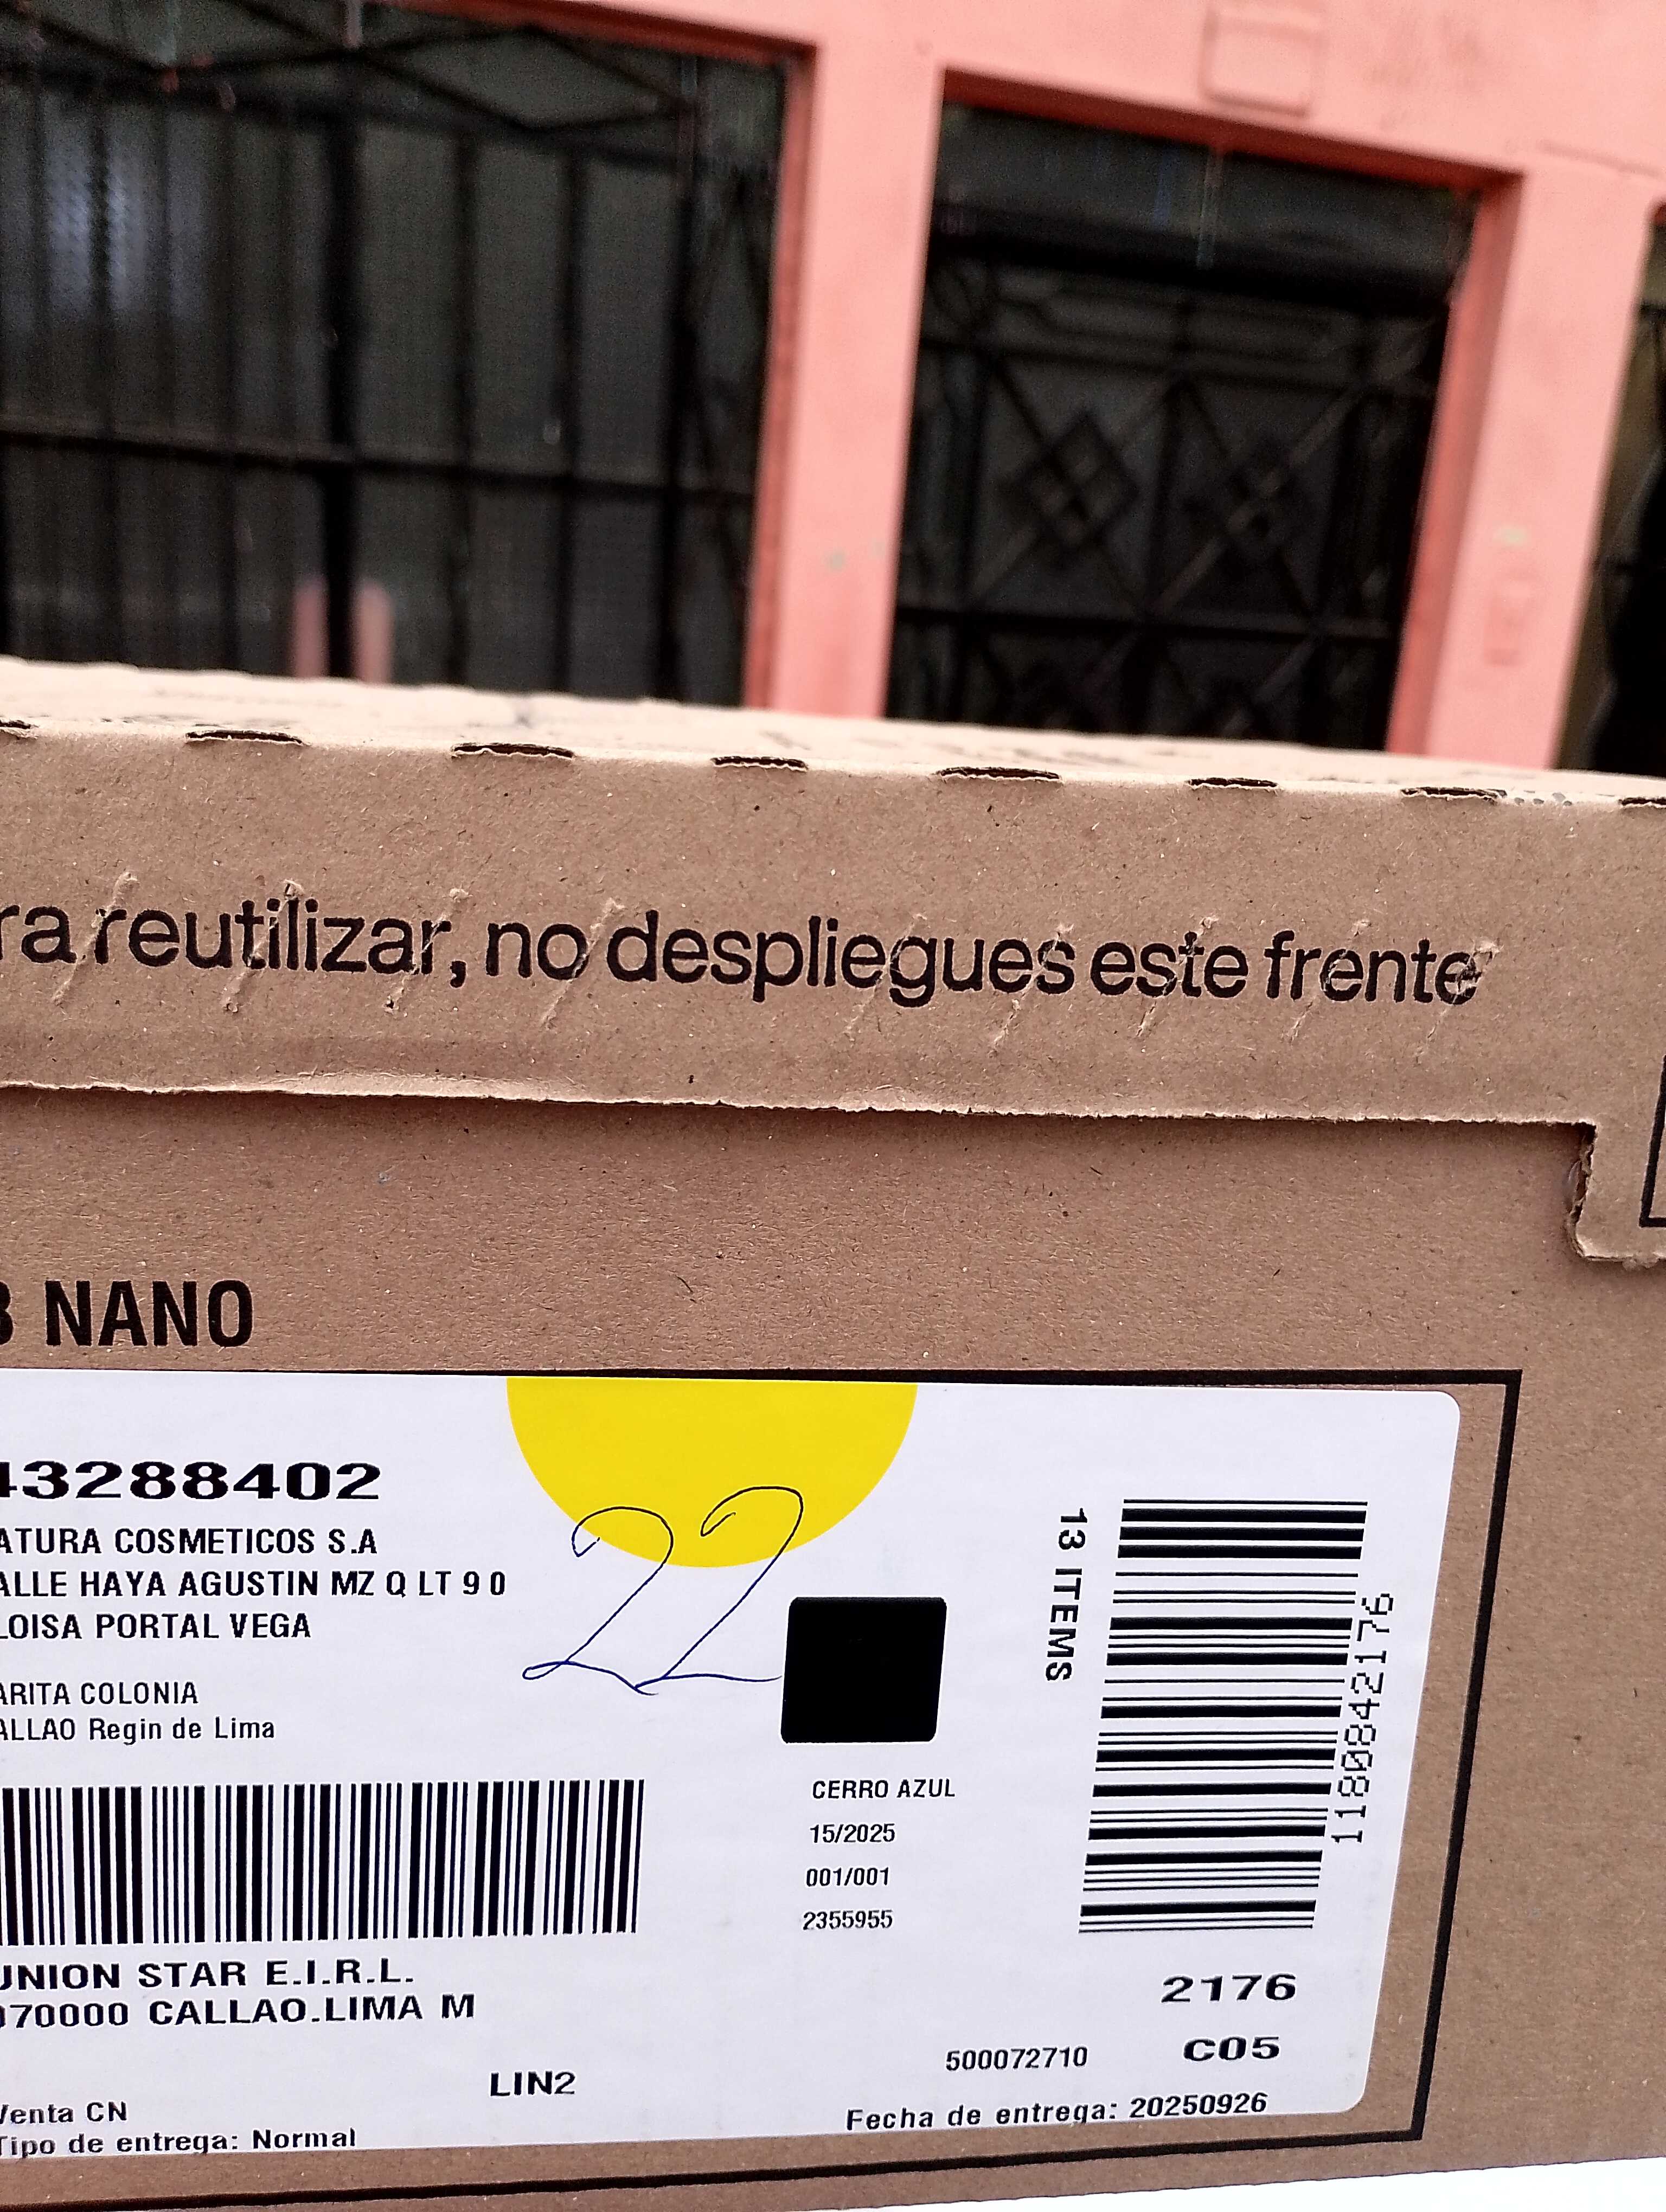 reutilizar, no despliegues este frente
NANO
43288402
ATURA COSMETICOS S.A
ALLE HAYA AGUSTIN MZ Q LT 9 0
LOISA PORTAL VEGA
ARITA COLONIA
ALLAO Regin de Lima
22
13 ITEMS
1180842176
CERRO AZUL
15/2025
001/001
2355955
UNION STAR E.I.R.L.
070000 CALLAO.LIMA M
2176
C05
500072710
LIN2
Venta CN
Tipo de entrega: Normal
Fecha de entrega: 20250926